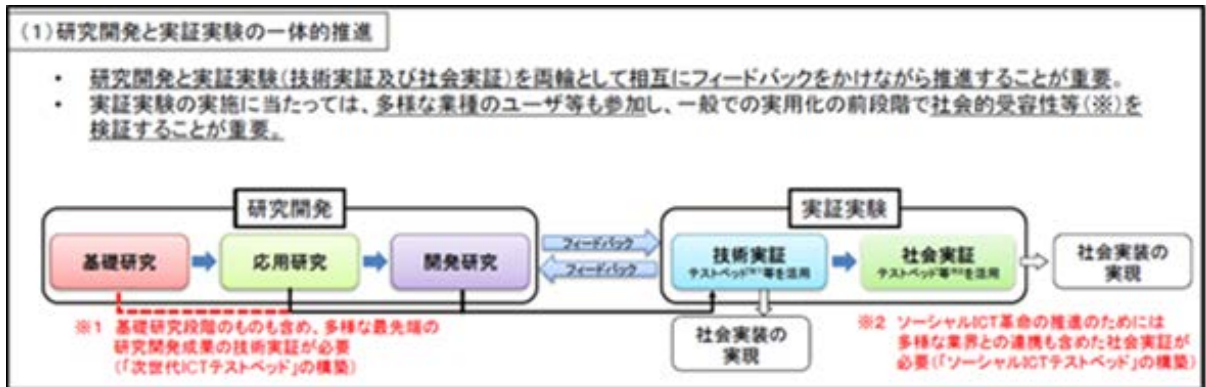 (1)研究開発と実証実験の一体的推進
• 研究開発と実証実験(技術実証及び社会実証)を両輪として相互にフィードバックをかけながら推進することが重要。
• 実証実験の実施に当たっては、多様な業種のユーザ等も参加し、一般での実用化の前段階で社会的受容性等(※)を
検証することが重要。
研究開発
実証実験
基礎研究
応用研究
開発研究
フィードバック
フィードバック
技術実証
テストベッド※1等を活用
社会実証
テストベッド等※2を活用
社会実装の
実現
社会実装の
実現
※1 基礎研究段階のものも含め、多様な最先端の
研究開発成果の技術実証が必要
(「次世代ICTテストベッド」の構築)
※2 ソーシャルICT革命の推進のためには
多様な業界との連携も含めた社会実証が
必要(「ソーシャルICTテストベッド」の構築)